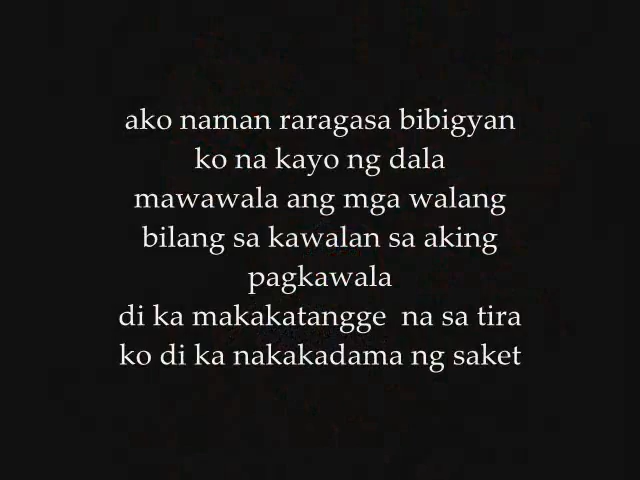 ako naman raragasa bibigyan
ko na kayo ng dala
mawawala ang mga walang
bilang sa kawalan sa aking
pagkawala
di ka makakatangge  na sa tira
ko di ka nakakadama ng saket